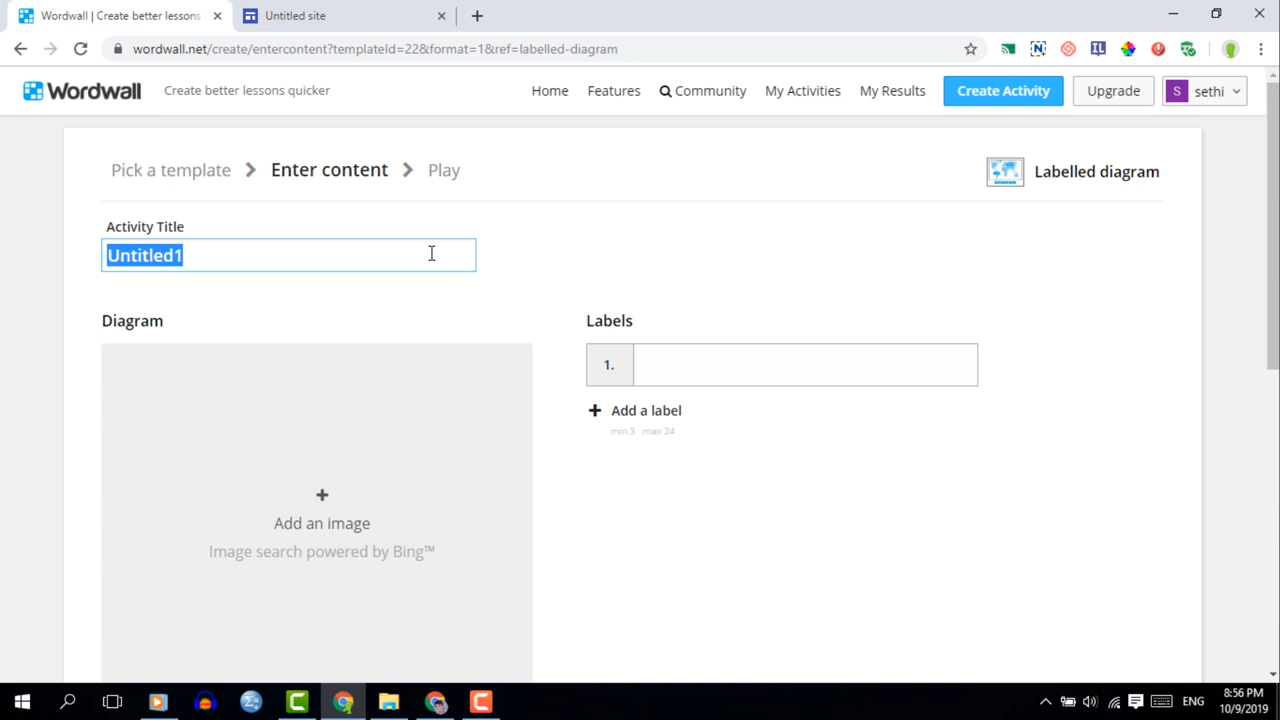 Wordwall | Create better lessons
Untitled site
wordwall.net/create/entercontent?templateId=22&format=1&ref=labelled-diagram
Wordwall
Create better lessons quicker
Home
Features
Community
My Activities
My Results
Create Activity
Upgrade
S
sethi
Pick a template
Enter content
Play
Labelled diagram
Activity Title
Untitled1
Diagram
Labels
1.
+ Add a label
min 3 max 24
+
Add an image
Image search powered by Bing™
ENG
8:56 PM
10/9/2019